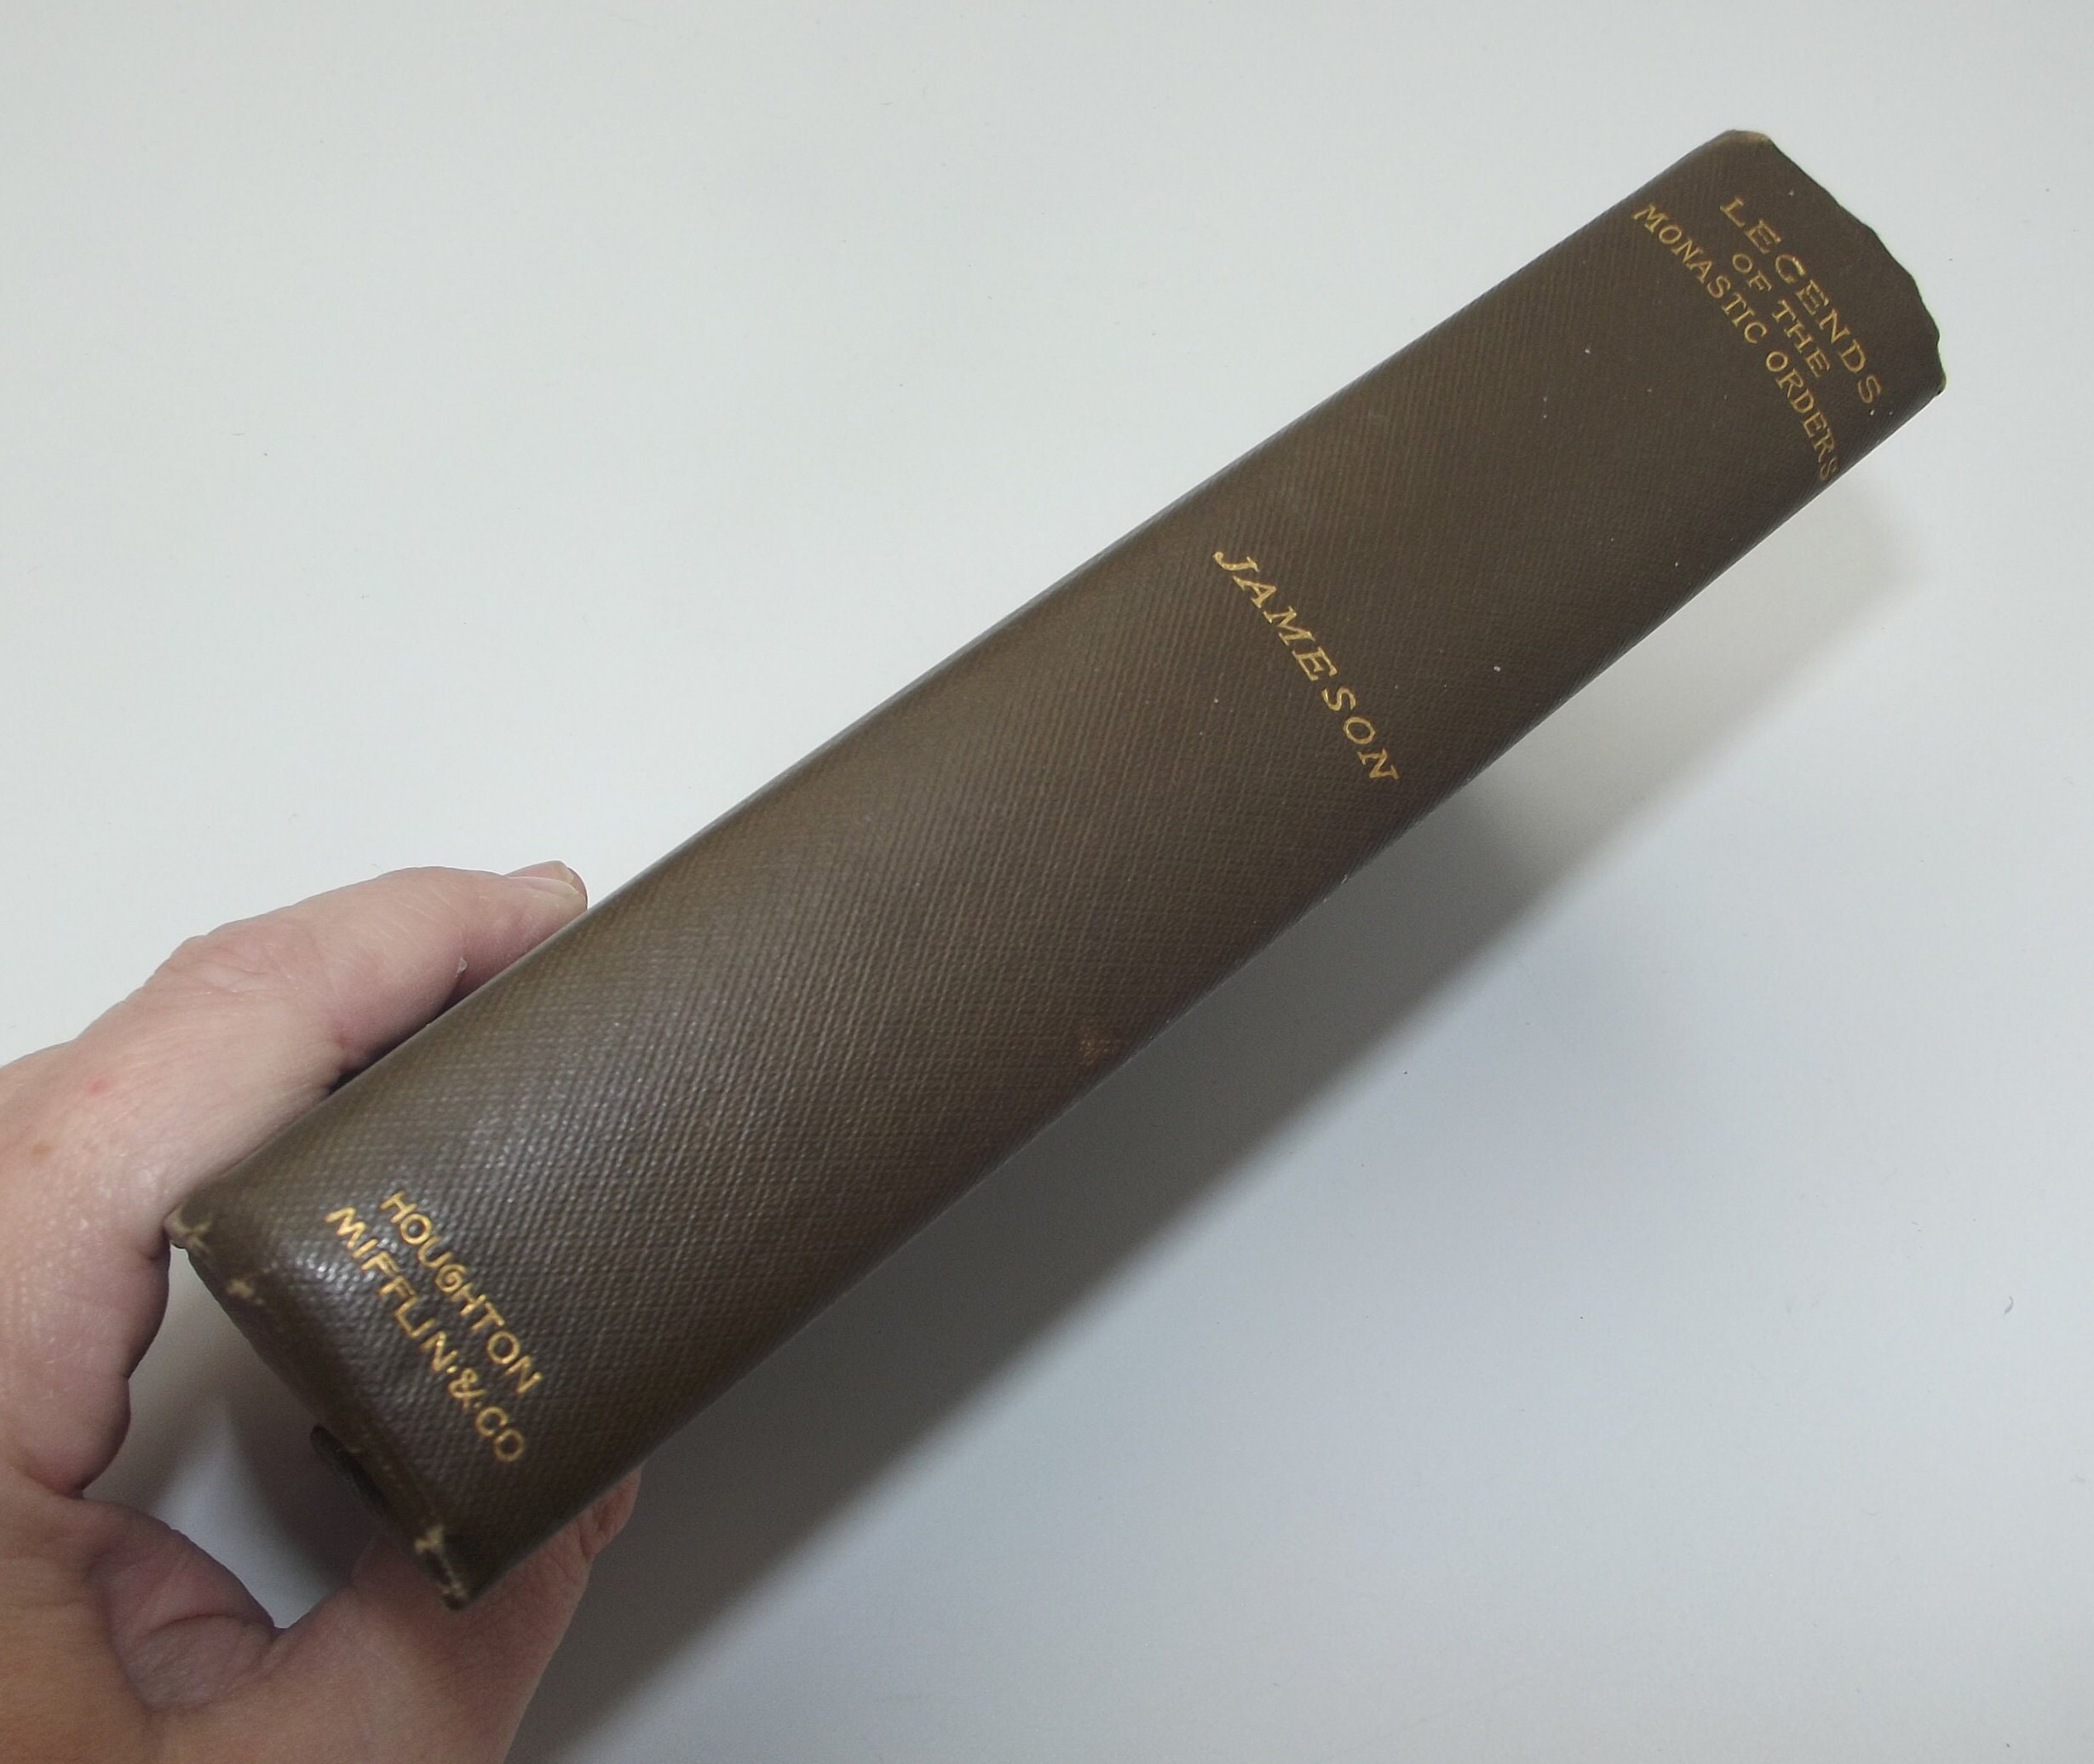 LEGENDS
OF THE
MONASTIC ORDERS
JAMESON
HOUGHTON
MIFFLIN·&·CO